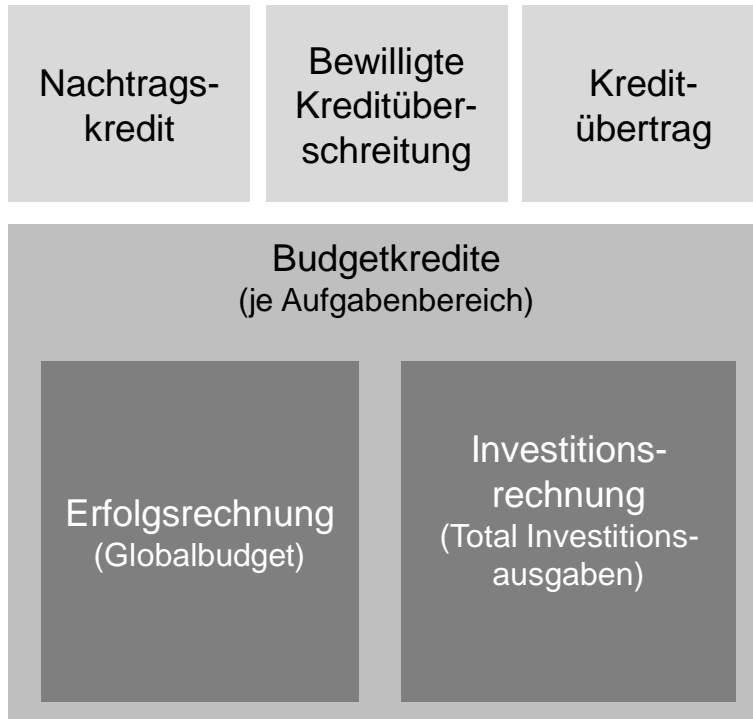 Nachtrags-
kredit
Bewilligte
Kreditüber-
schreitung
Kredit-
übertrag
Budgetkredite
(je Aufgabenbereich)
Erfolgsrechnung
(Globalbudget)
Investitions-
rechnung
(Total Investitions-
ausgaben)